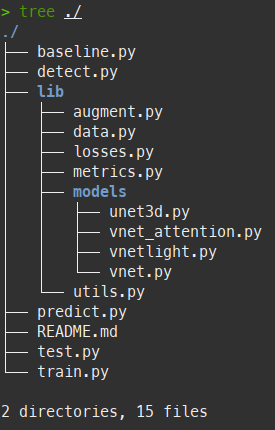 > tree ./
./
├── baseline.py
├── detect.py
├── lib
│   ├── augment.py
│   ├── data.py
│   ├── losses.py
│   ├── metrics.py
│   ├── models
│   │   ├── unet3d.py
│   │   ├── vnet_attention.py
│   │   ├── vnetlight.py
│   │   └── vnet.py
│   └── utils.py
├── predict.py
├── README.md
├── test.py
└── train.py

2 directories, 15 files